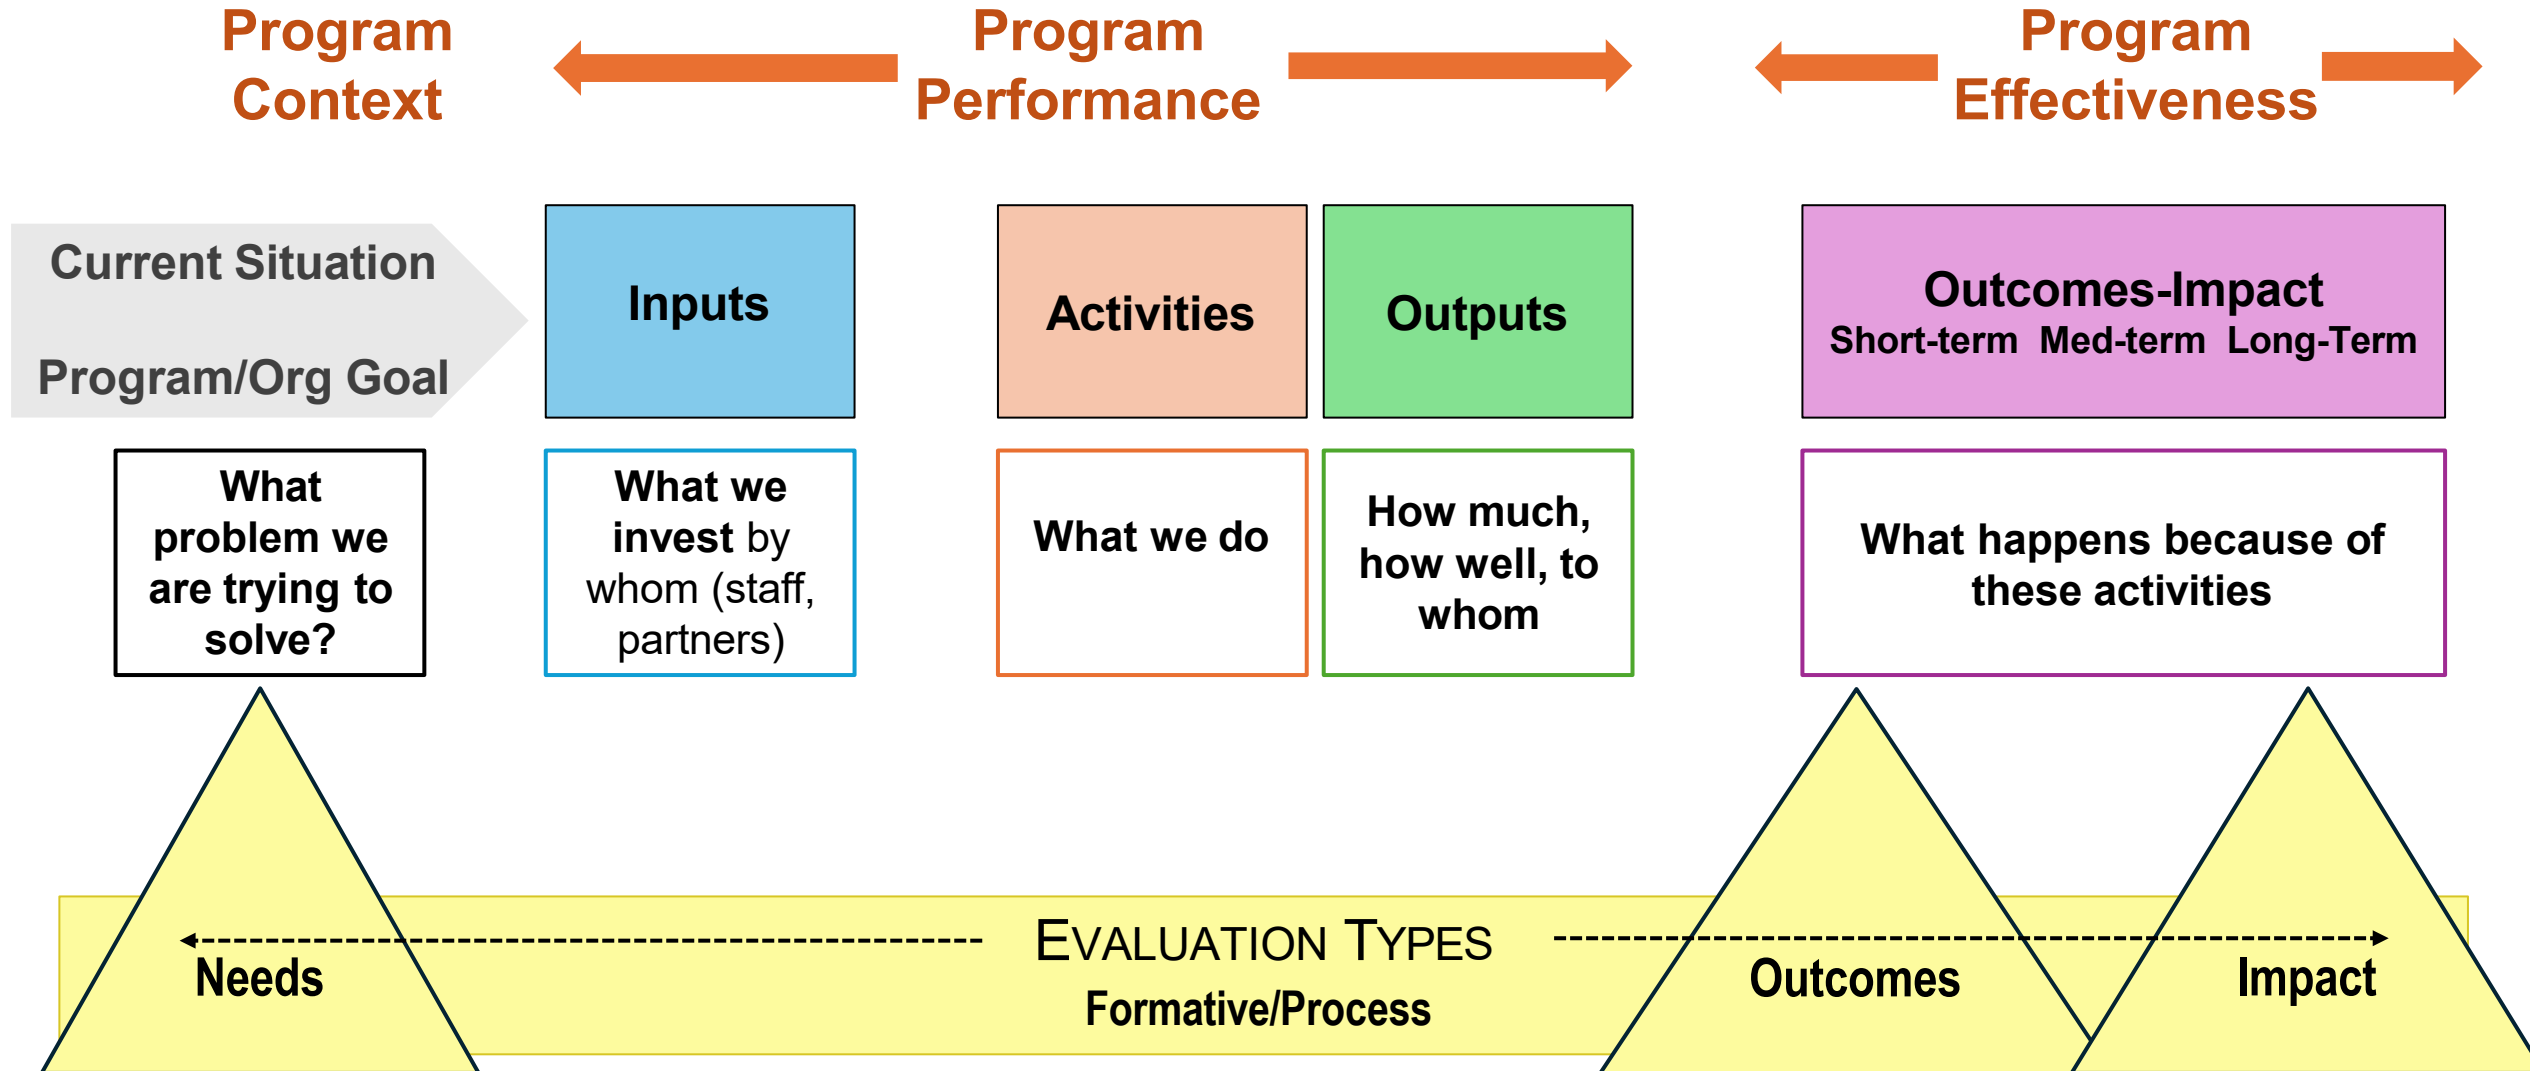 Program
Context
Program
Performance
Program
Effectiveness
Current Situation
Program/Org Goal
Inputs
Activities
Outputs
Outcomes-Impact
Short-term Med-term Long-Term
What
problem we
are trying to
solve?
What we
invest by
whom (staff,
partners)
What we do
How much,
how well, to
whom
What happens because of
these activities
EVALUATION TYPES
Needs
Formative/Process
Outcomes
Impact